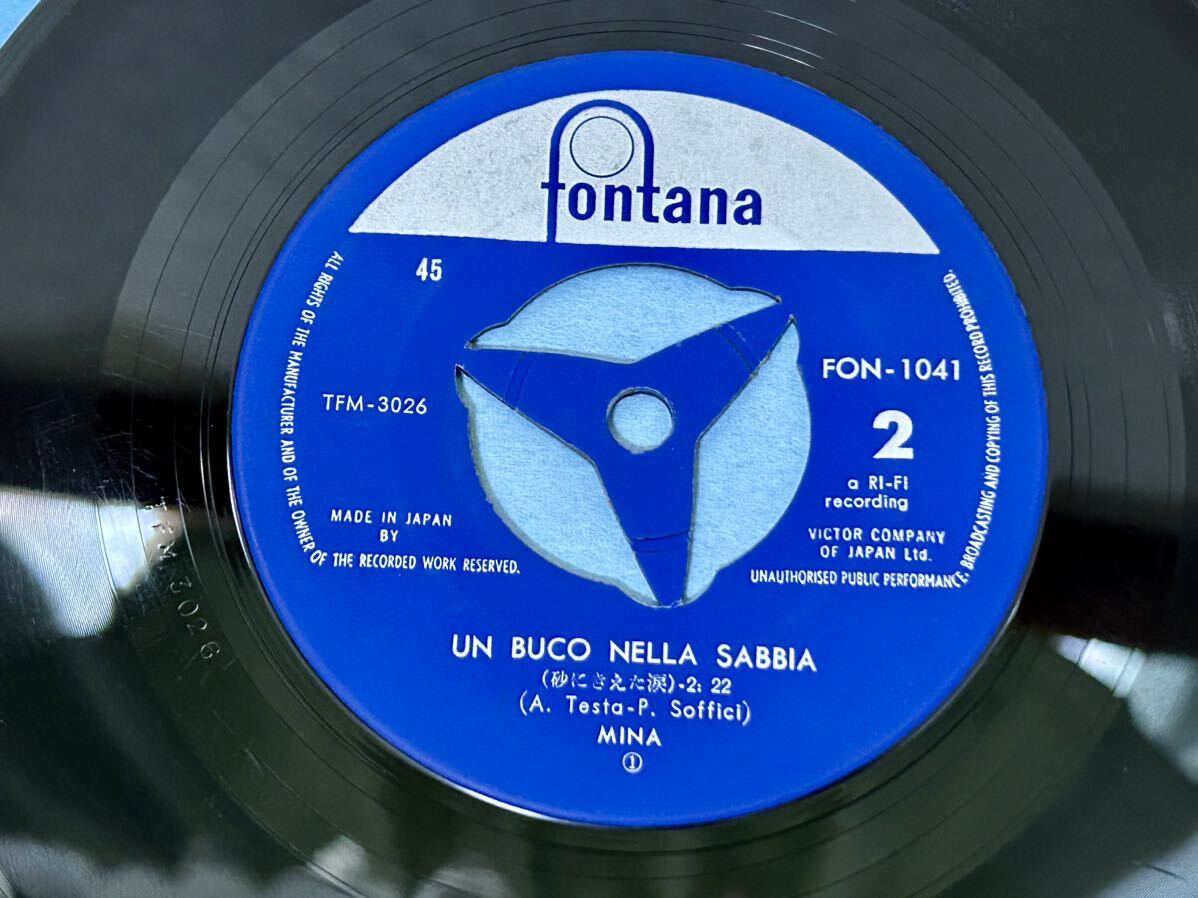 fontana
45
FON-1041
TFM-3026
2
a RI-FI
recording
MADE IN JAPAN
BY
VICTOR COMPANY
OF JAPAN Ltd.
ALL RIGHTS OF THE MANUFACTURER AND OF THE OWNER OF THE RECORDED WORK RESERVED.
UNAUTHORISED PUBLIC PERFORMANCE, BROADCASTING AND COPYING OF THIS RECORD PROHIBITED.
UN BUCO NELLA SABBIA
(砂にきえた涙)-2; 22
(A. Testa-P. Soffici)
MINA
①
TFM 3026